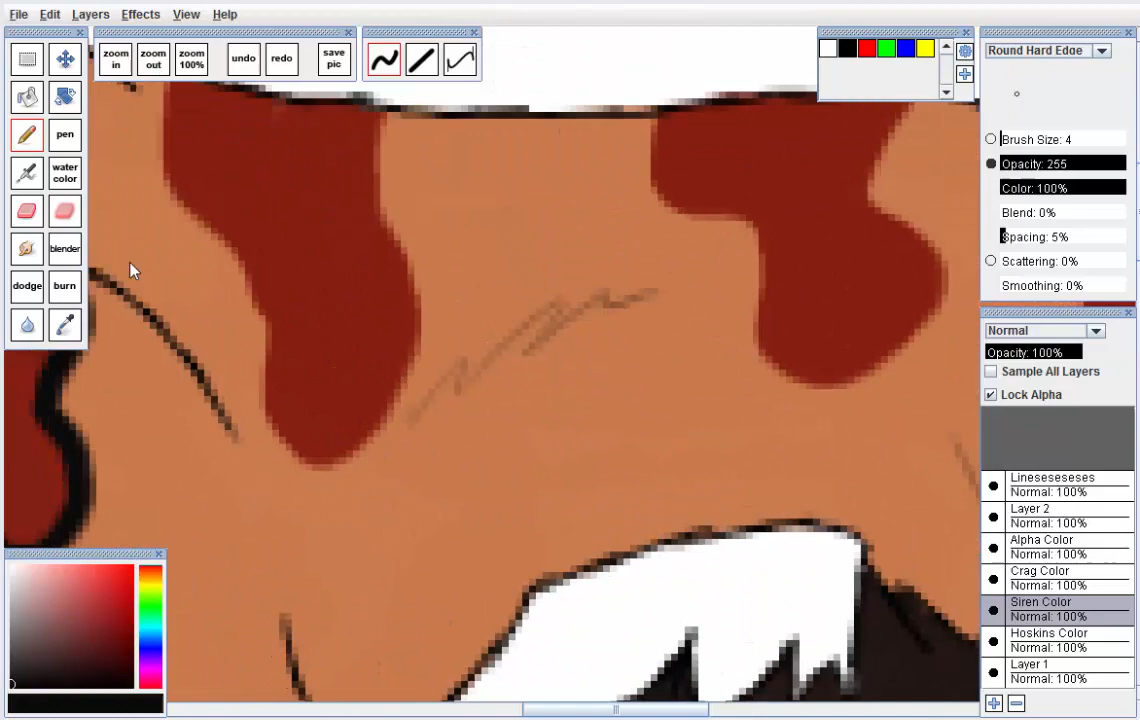 File Edit Layers Effects View Help
zoom in
zoom out
zoom 100%
undo
redo
save pic
Round Hard Edge
pen
Brush Size: 4
water color
Opacity: 255
Color: 100%
Blend: 0%
blender
Spacing: 5%
Scattering: 0%
dodge
burn
Smoothing: 0%
Normal
Opacity: 100%
Sample All Layers
Lock Alpha
Lineseseseses
Normal: 100%
Layer 2
Normal: 100%
Alpha Color
Normal: 100%
Crag Color
Normal: 100%
Siren Color
Normal: 100%
Hoskins Color
Normal: 100%
Layer 1
Normal: 100%